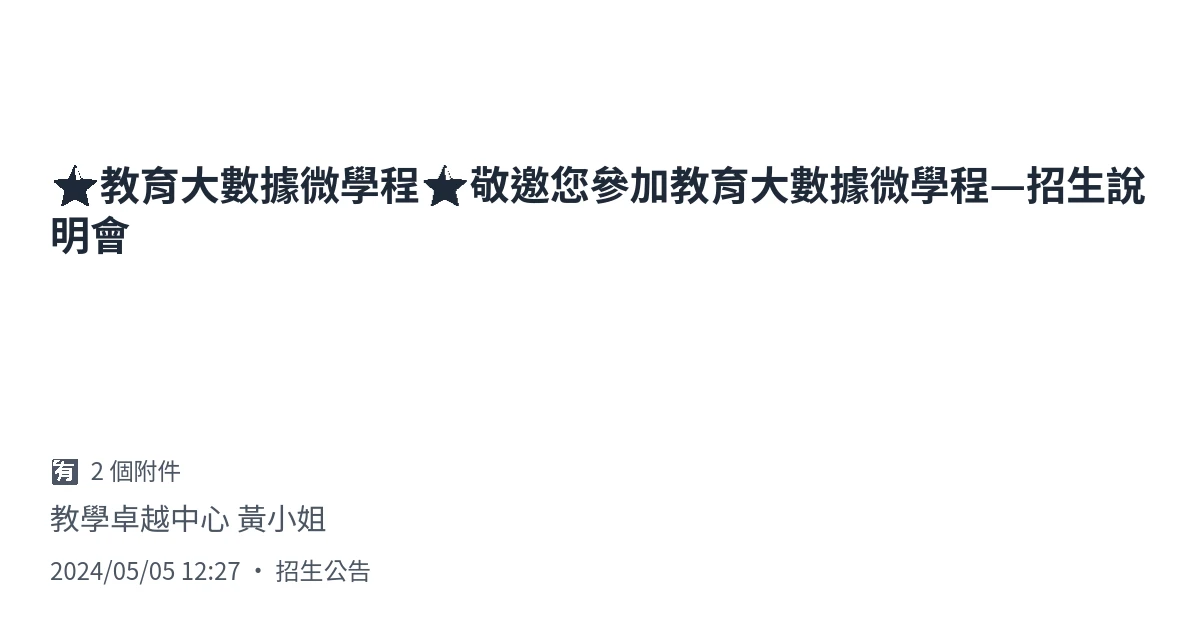 ★教育大數據微學程★敬邀您參加教育大數據微學程—招生說
明會
🈶 2 個附件
教學卓越中心 黃小姐
2024/05/05 12:27 ・ 招生公告